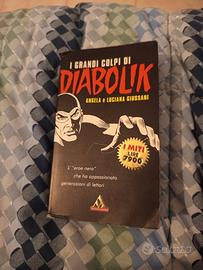 I GRANDI COLPI DI
DIABOLIK
ANGELA e LUCIANA GIUSSANI
I MITI
LIRE
7900
L'"eroe nero"
che ha appassionato
generazioni di lettori